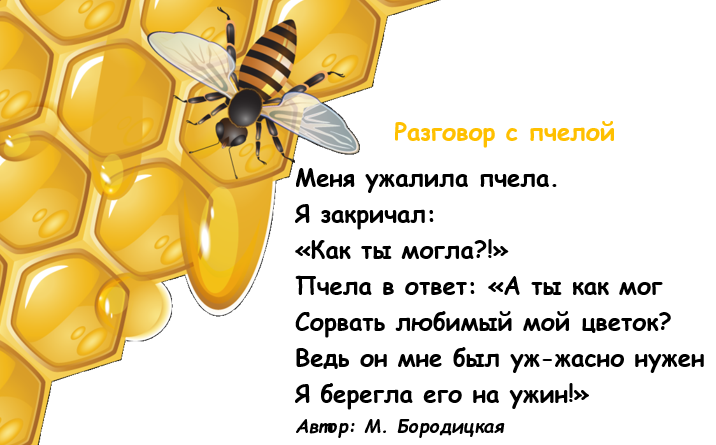 Разговор с пчелой
Меня ужалила пчела.
Я закричал:
«Как ты могла?!»
Пчела в ответ: «А ты как мог
Сорвать любимый мой цветок?
Ведь он мне был уж-жасно нужен
Я берегла его на ужин!»
Автор: М. Бородицкая